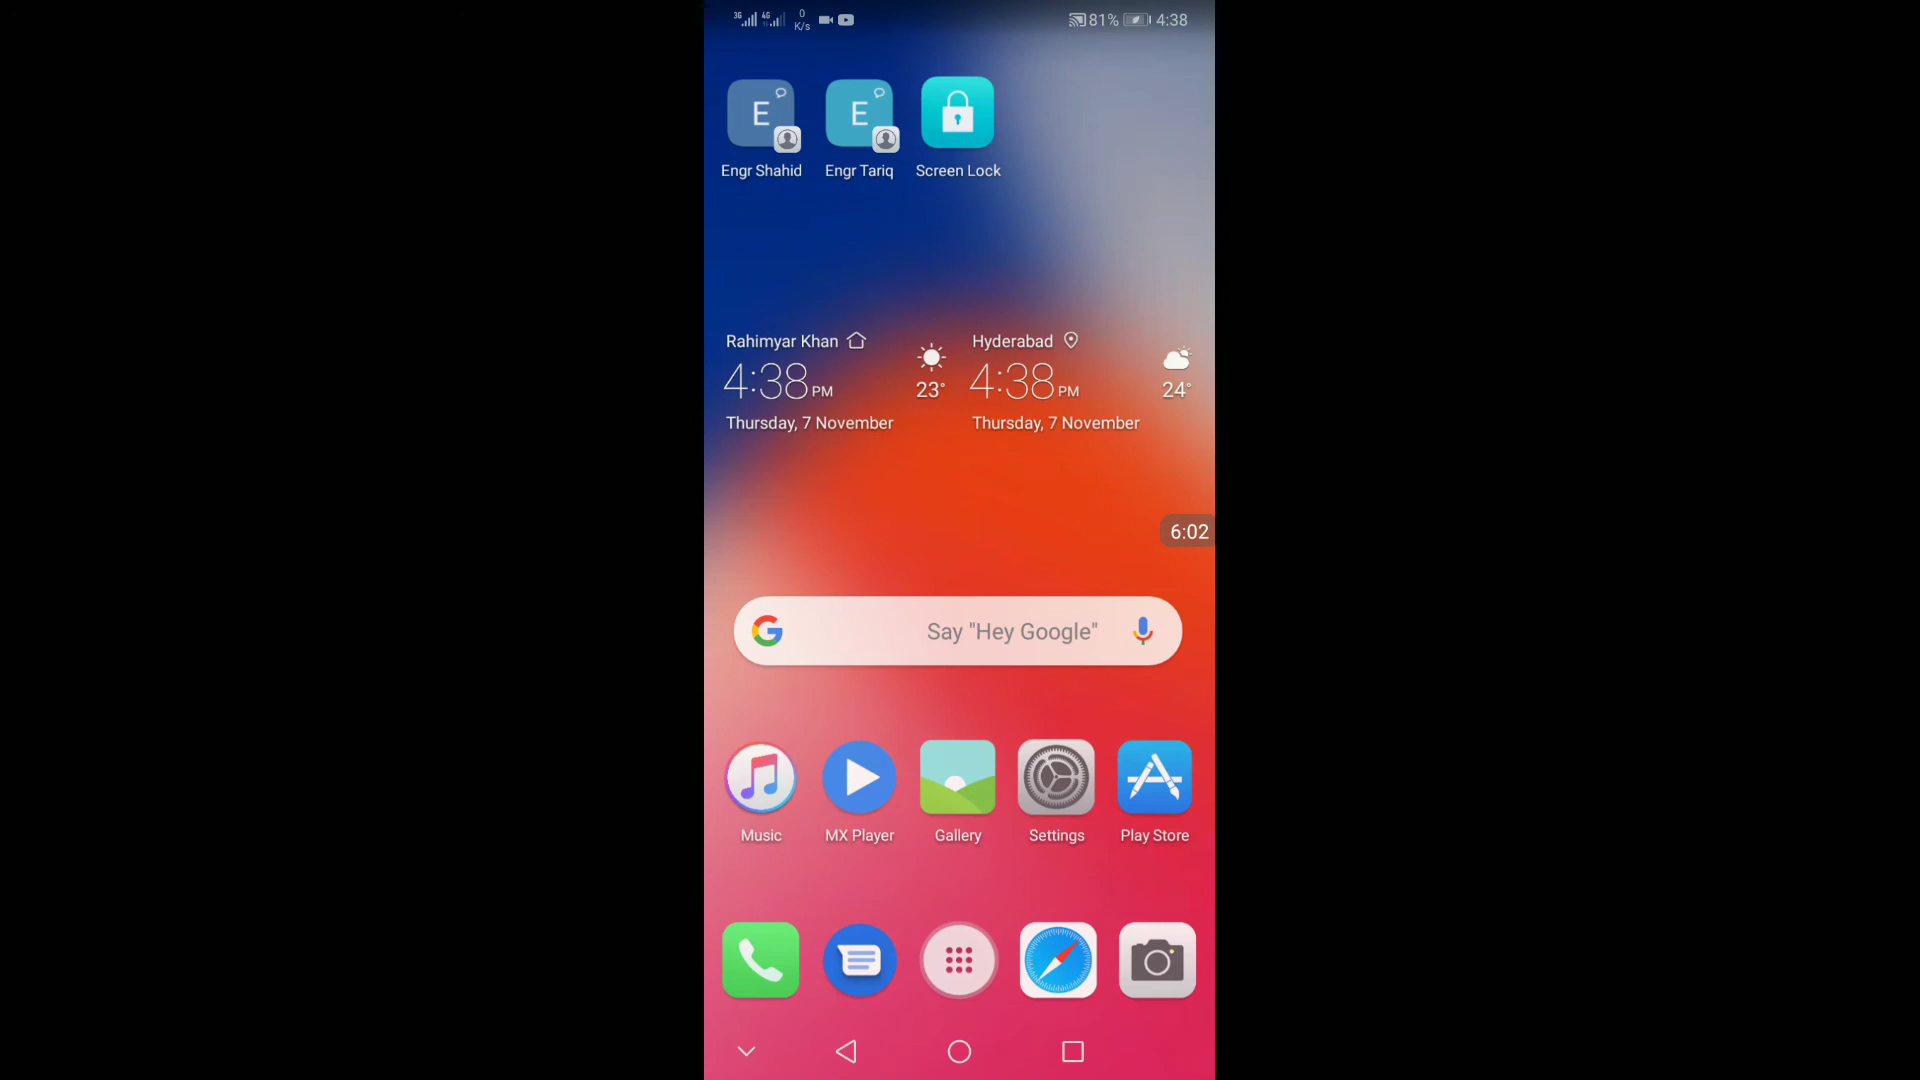 3G 4G 0 K/s 81% 4:38
E E
Engr Shahid Engr Tariq Screen Lock
Rahimyar Khan Hyderabad
4:38 PM 23° 4:38 PM 24°
Thursday, 7 November Thursday, 7 November
6:02
G Say "Hey Google"
Music MX Player Gallery Settings Play Store